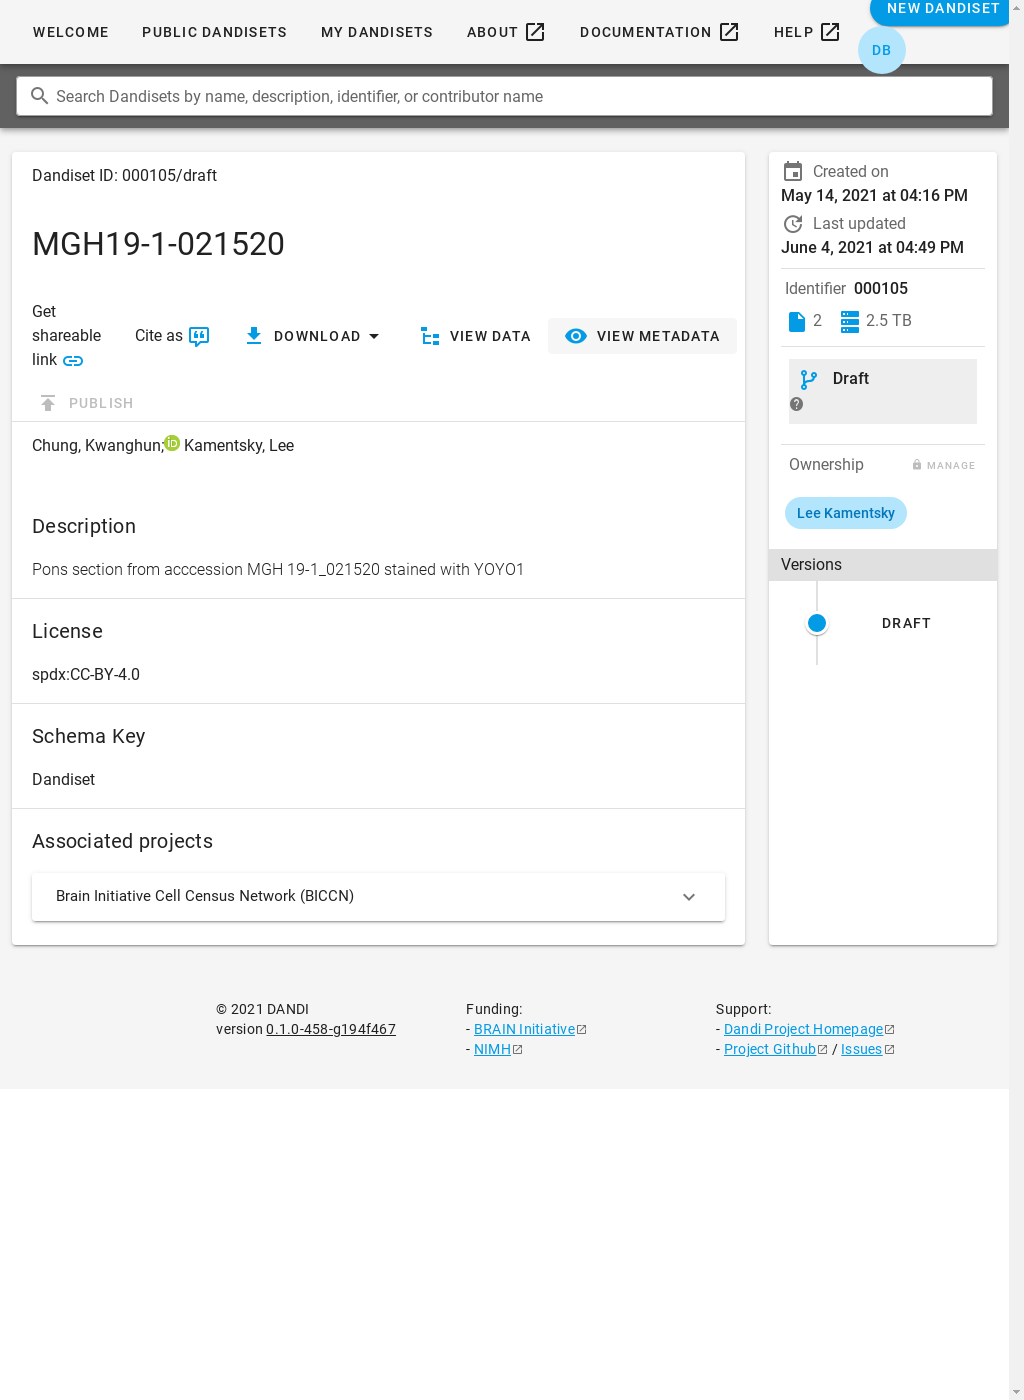 WELCOME PUBLIC DANDISETS MY DANDISETS ABOUT DOCUMENTATION HELP NEW DANDISET
DB
Search Dandisets by name, description, identifier, or contributor name
Dandiset ID: 000105/draft
MGH19-1-021520
Get
shareable
link
Cite as
DOWNLOAD
VIEW DATA
VIEW METADATA
PUBLISH
Chung, Kwanghun; iD Kamentsky, Lee
Description
Pons section from acccession MGH 19-1_021520 stained with YOYO1
License
spdx:CC-BY-4.0
Schema Key
Dandiset
Associated projects
Brain Initiative Cell Census Network (BICCN)
Created on
May 14, 2021 at 04:16 PM
Last updated
June 4, 2021 at 04:49 PM
Identifier 000105
2 2.5 TB
Draft
?
Ownership MANAGE
Lee Kamentsky
Versions
DRAFT
© 2021 DANDI
version 0.1.0-458-g194f467
Funding:
- BRAIN Initiative
- NIMH
Support:
- Dandi Project Homepage
- Project Github / Issues